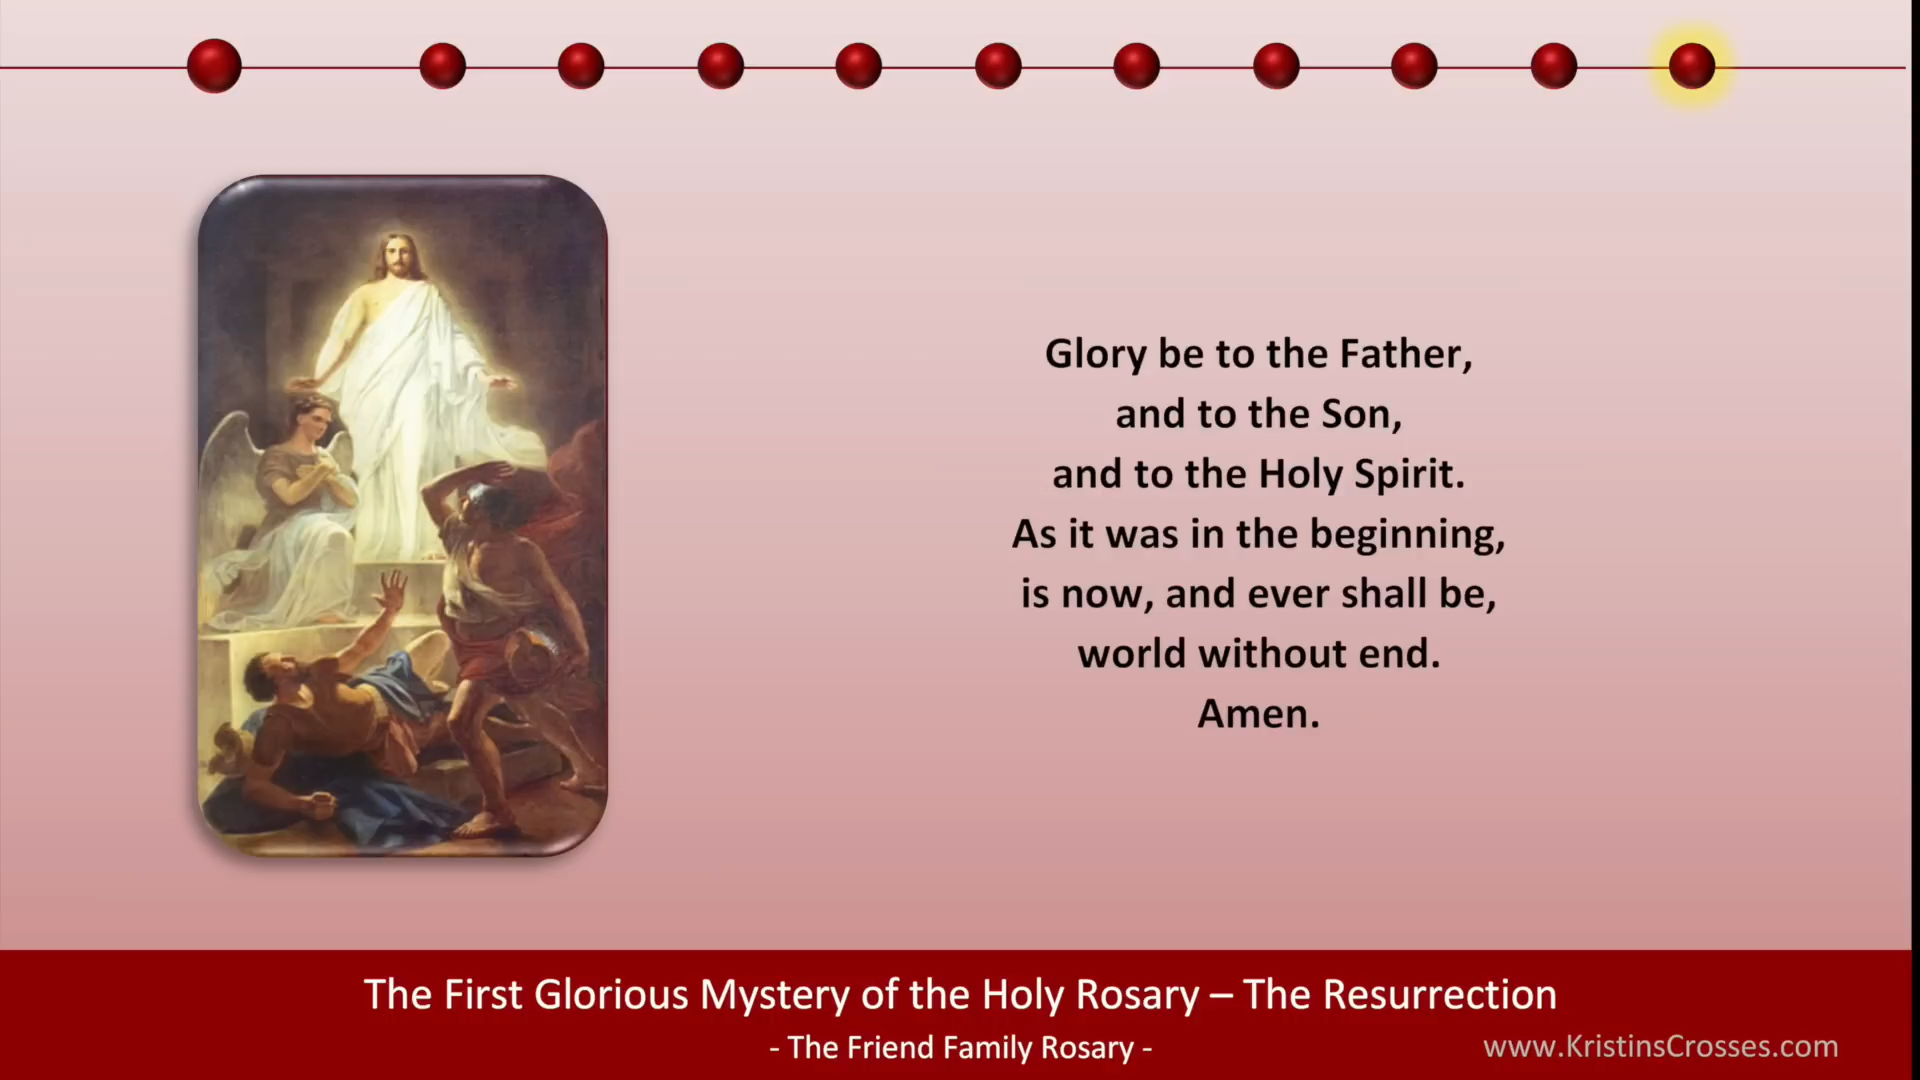 Glory be to the Father,
and to the Son,
and to the Holy Spirit.
As it was in the beginning,
is now, and ever shall be,
world without end.
Amen.
The First Glorious Mystery of the Holy Rosary – The Resurrection
- The Friend Family Rosary -
www.KristinsCrosses.com